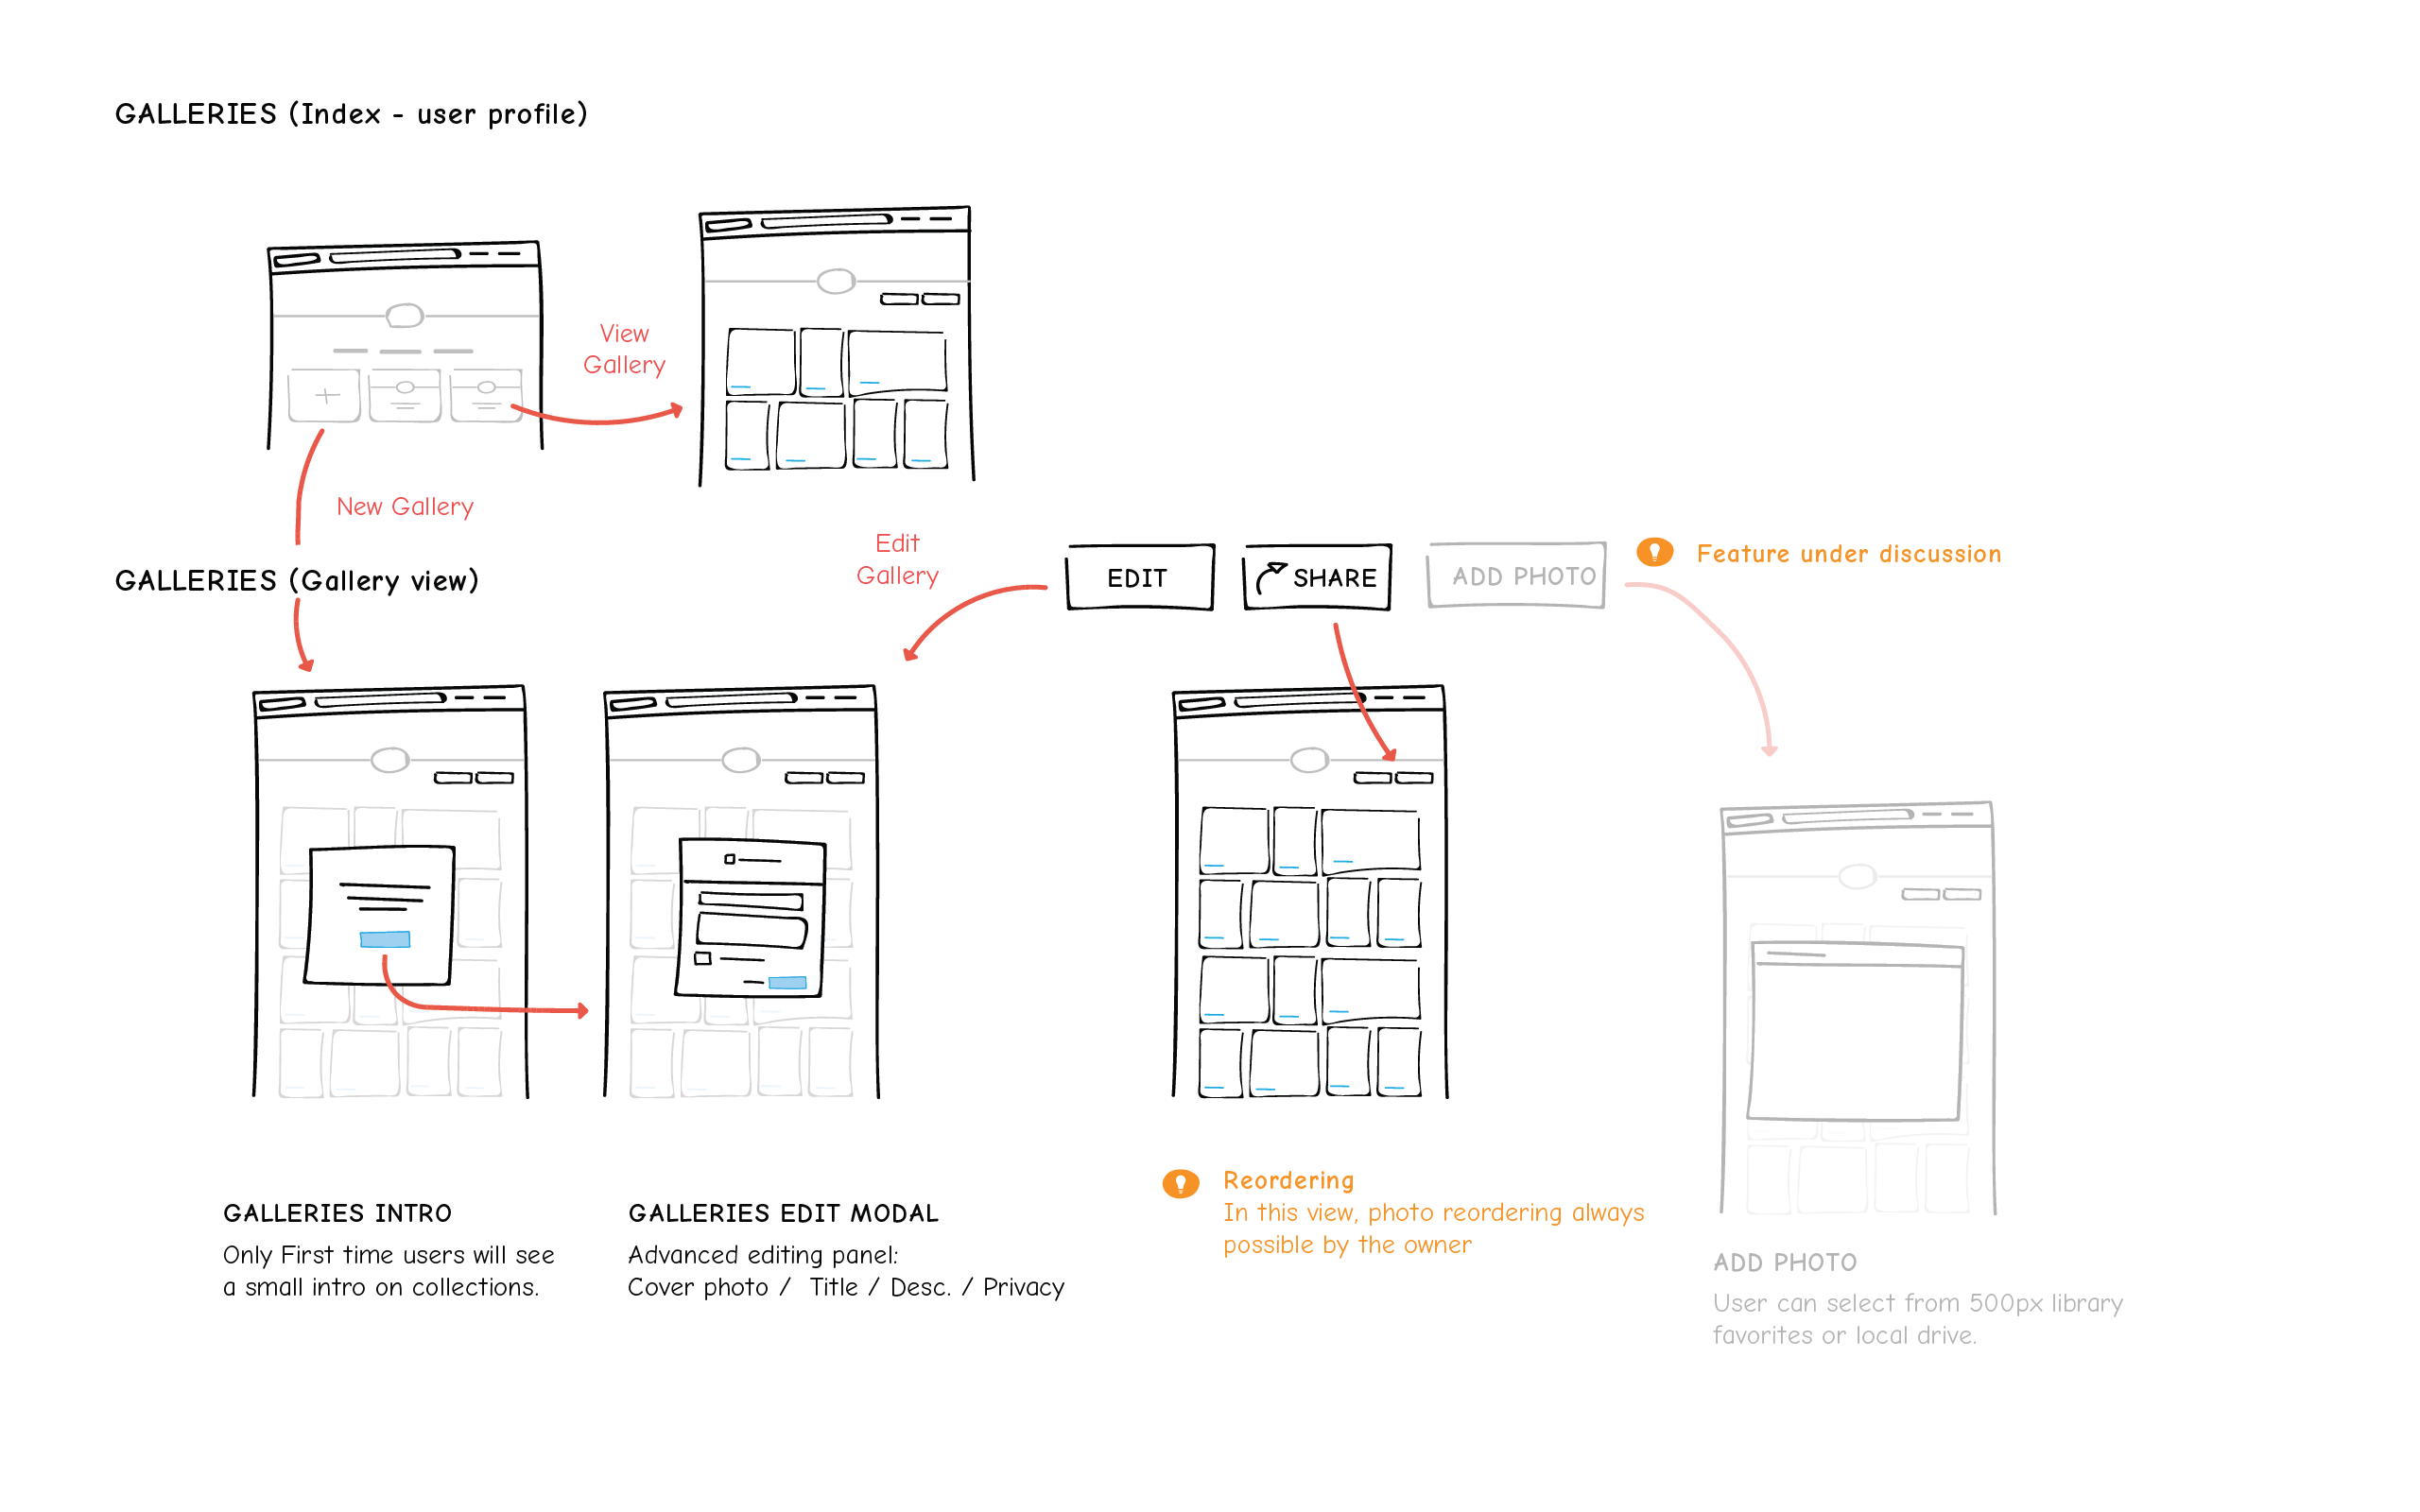 GALLERIES (Index - user profile)
View
Gallery
New Gallery
GALLERIES (Gallery view)
Edit
Gallery
EDIT
SHARE
ADD PHOTO
Feature under discussion
GALLERIES INTRO
Only First time users will see
a small intro on collections.
GALLERIES EDIT MODAL
Advanced editing panel:
Cover photo / Title / Desc. / Privacy
Reordering
In this view, photo reordering always
possible by the owner
ADD PHOTO
User can select from 500px library
favorites or local drive.